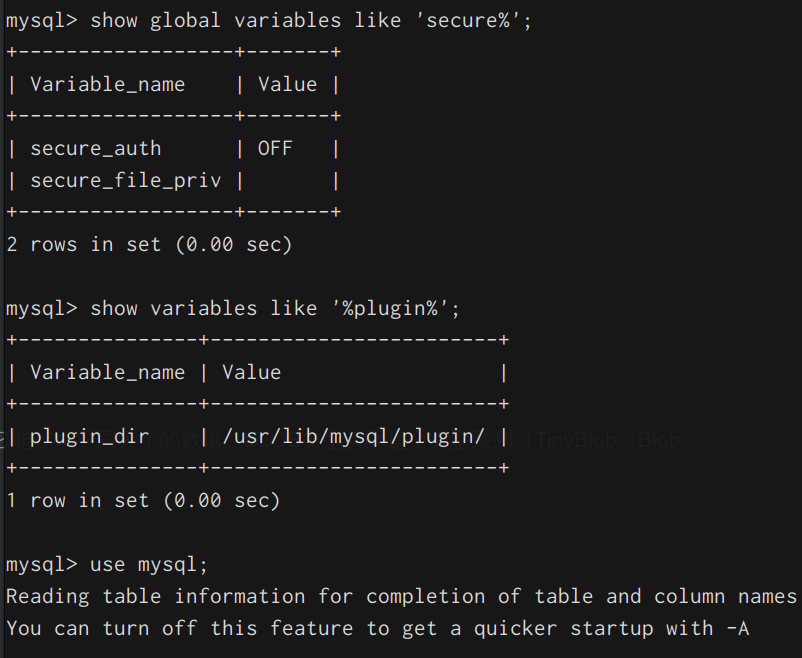 mysql> show global variables like 'secure%';
+------------------+-------+
| Variable_name    | Value |
+------------------+-------+
| secure_auth      | OFF   |
| secure_file_priv |       |
+------------------+-------+
2 rows in set (0.00 sec)
mysql> show variables like '%plugin%';
+---------------+------------------------+
| Variable_name | Value                  |
+---------------+------------------------+
| plugin_dir    | /usr/lib/mysql/plugin/ |
+---------------+------------------------+
1 row in set (0.00 sec)
mysql> use mysql;
Reading table information for completion of table and column names
You can turn off this feature to get a quicker startup with -A